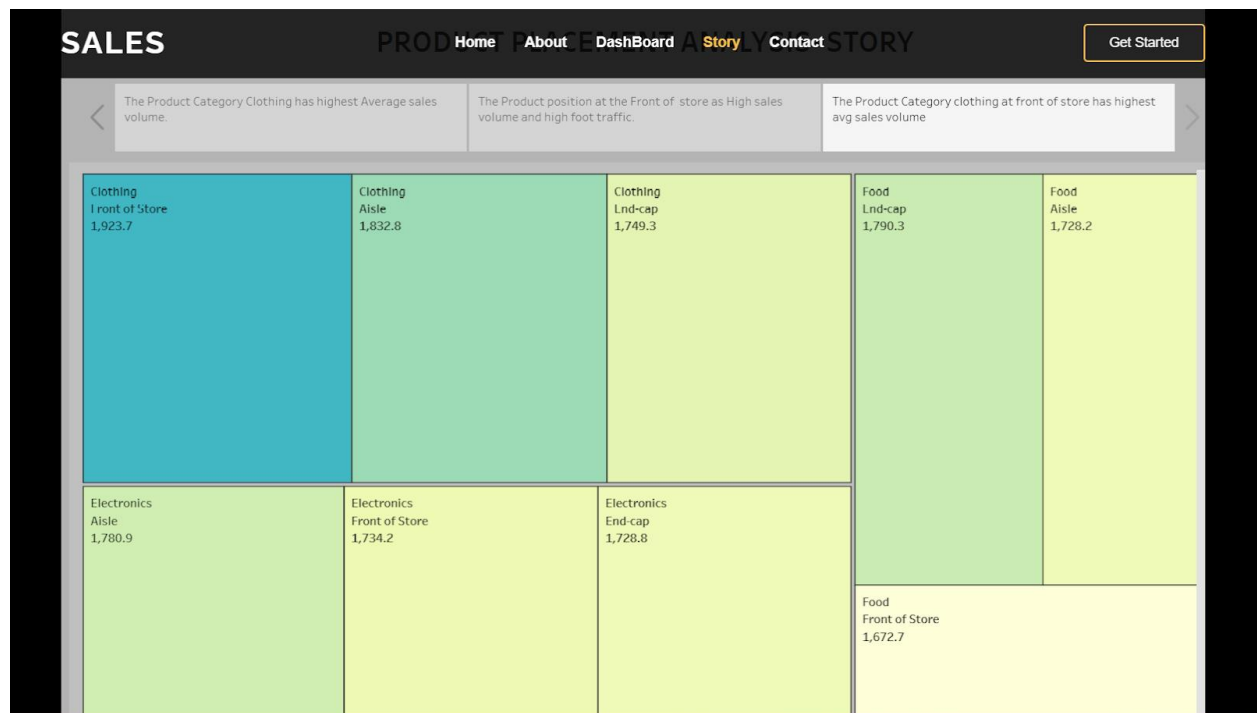 SALES
PRODUCT PLACEMENT ANALYSIS STORY
Home About DashBoard Story Contact
Get Started
The Product Category Clothing has highest Average sales
volume.
The Product position at the Front of store as High sales
volume and high foot traffic.
The Product Category clothing at front of store has highest
avg sales volume
Clothing
Front of Store
1,923.7
Clothing
Aisle
1,832.8
Clothing
End-cap
1,749.3
Food
End-cap
1,790.3
Food
Aisle
1,728.2
Electronics
Aisle
1,780.9
Electronics
Front of Store
1,734.2
Electronics
End-cap
1,728.8
Food
Front of Store
1,672.7